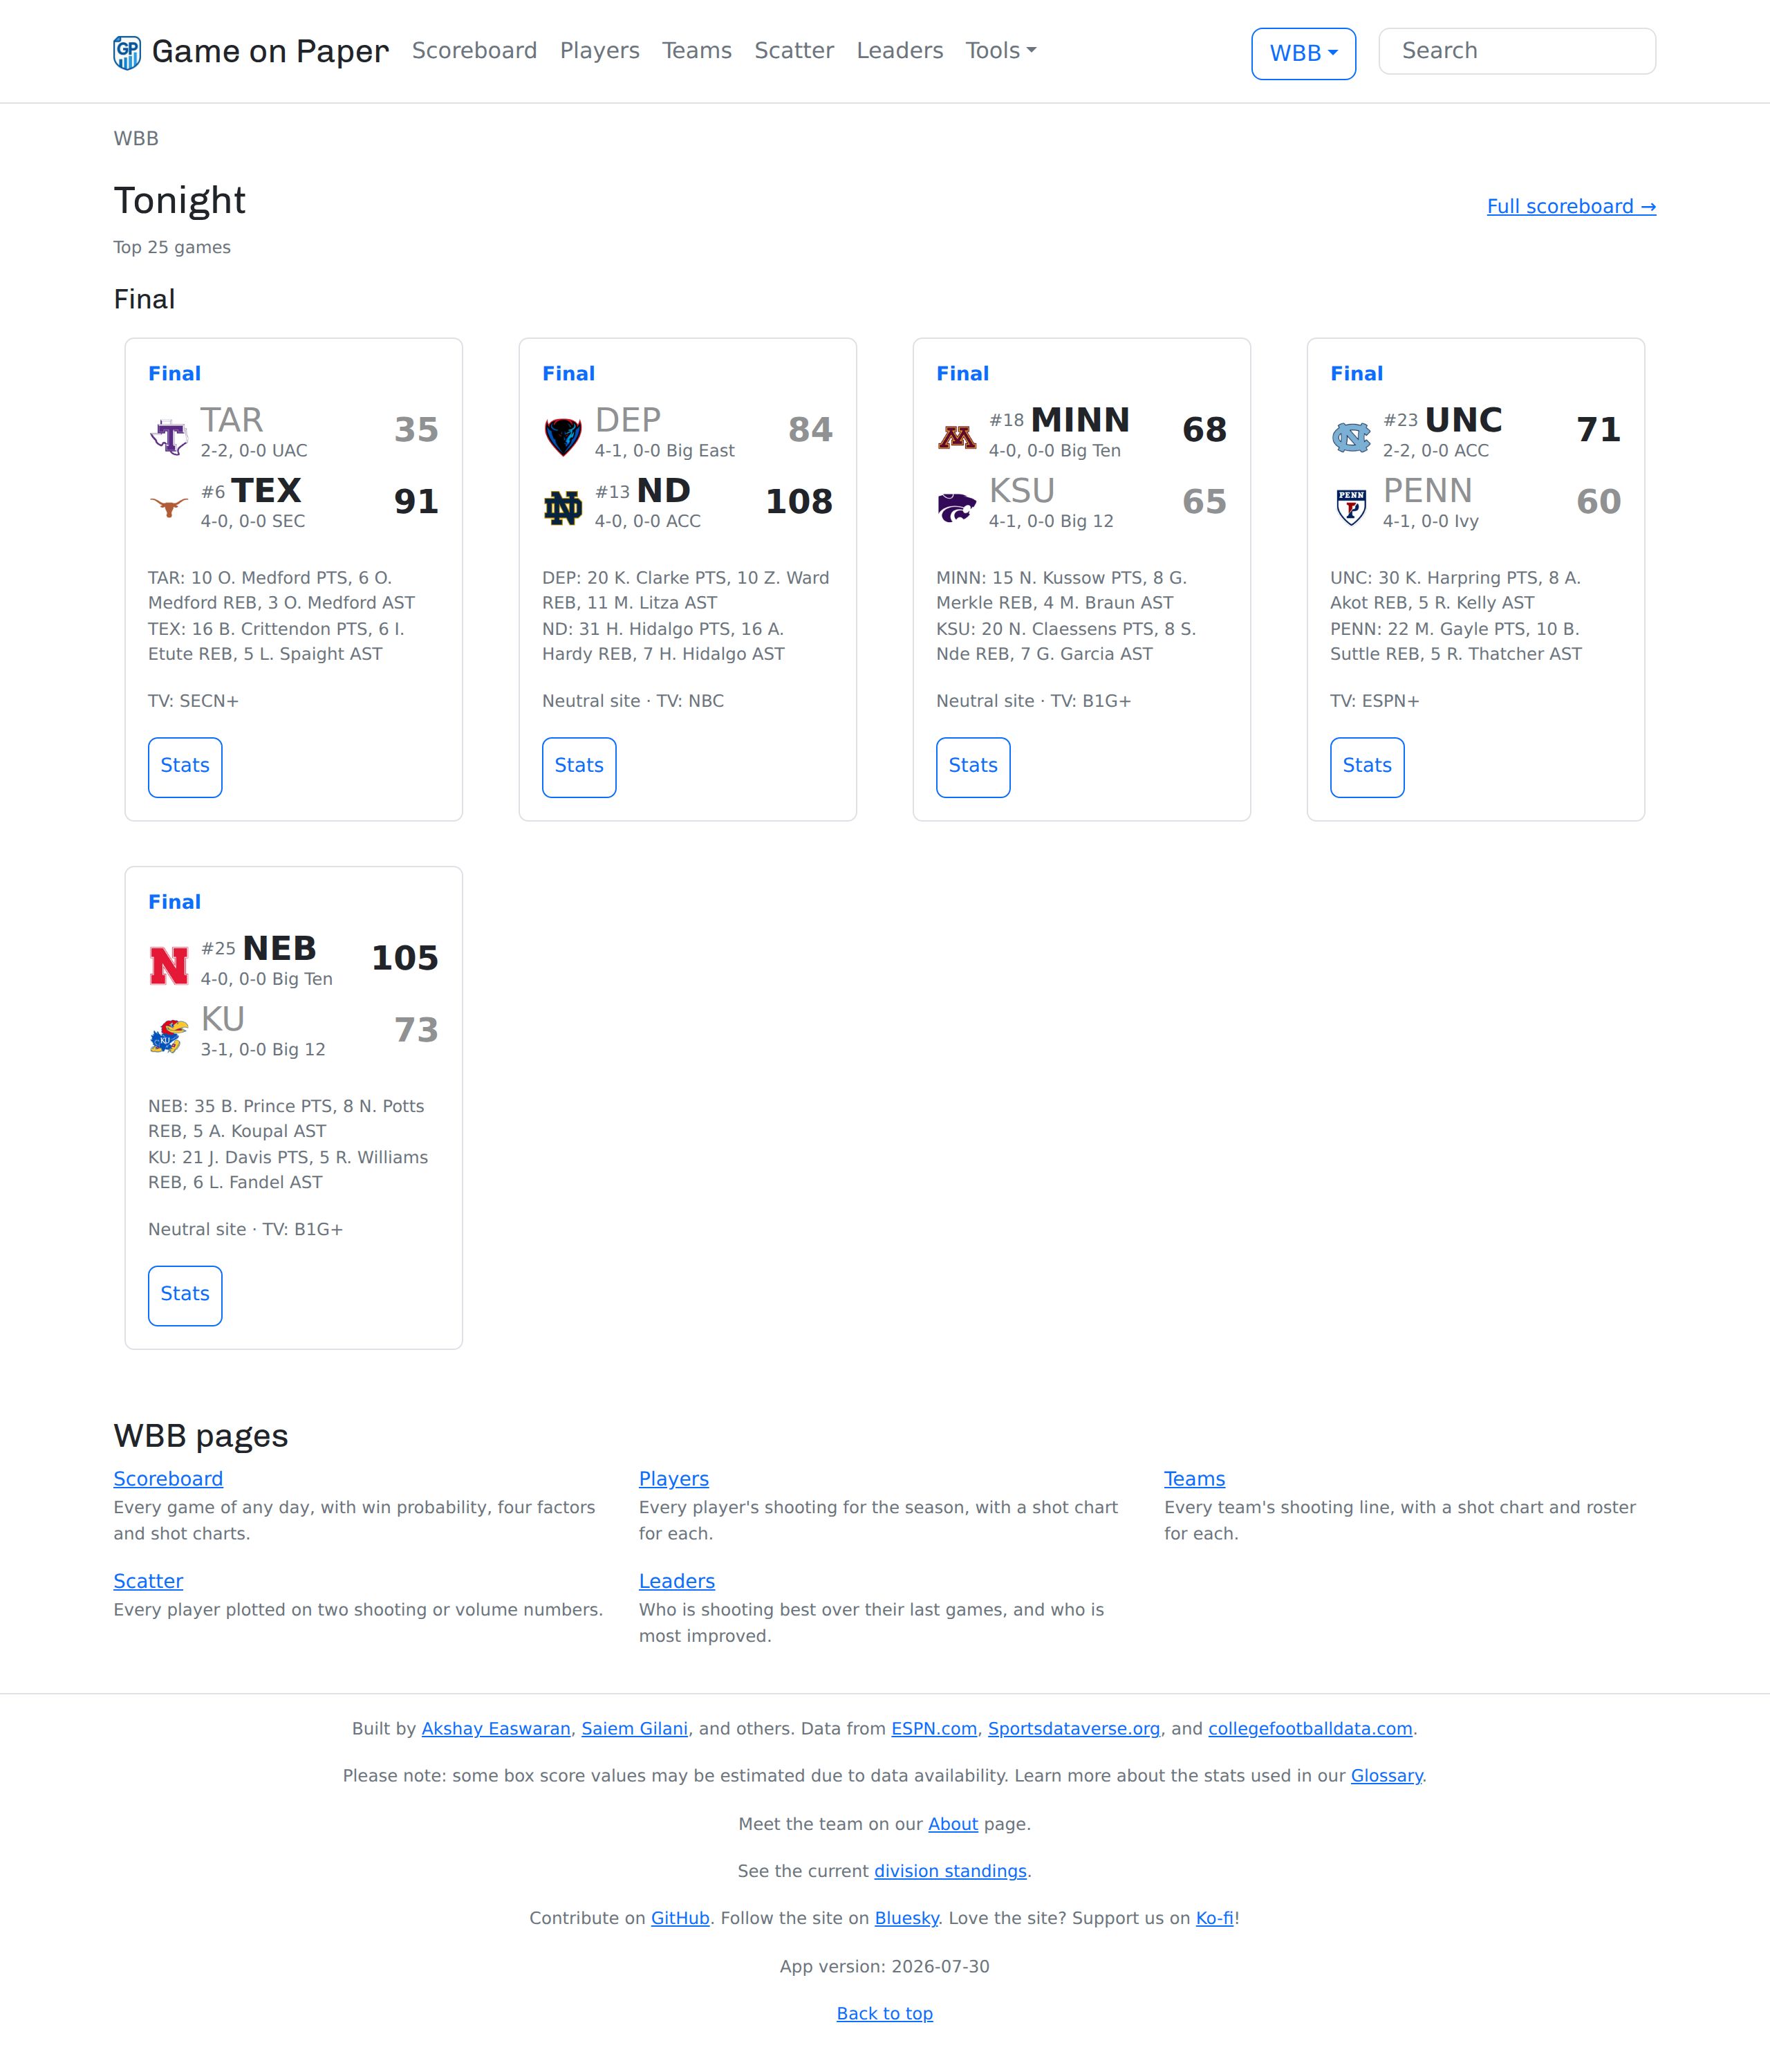 GP Game on Paper Scoreboard Players Teams Scatter Leaders Tools WBB Search
WBB
Tonight
Full scoreboard →
Top 25 games
Final
Final
TAR 35
2-2, 0-0 UAC
#6 TEX 91
4-0, 0-0 SEC
TAR: 10 O. Medford PTS, 6 O.
Medford REB, 3 O. Medford AST
TEX: 16 B. Crittendon PTS, 6 I.
Etute REB, 5 L. Spaight AST
TV: SECN+
Stats
Final
DEP 84
4-1, 0-0 Big East
#13 ND 108
4-0, 0-0 ACC
DEP: 20 K. Clarke PTS, 10 Z. Ward
REB, 11 M. Litza AST
ND: 31 H. Hidalgo PTS, 16 A.
Hardy REB, 7 H. Hidalgo AST
Neutral site · TV: NBC
Stats
Final
#18 MINN 68
4-0, 0-0 Big Ten
KSU 65
4-1, 0-0 Big 12
MINN: 15 N. Kussow PTS, 8 G.
Merkle REB, 4 M. Braun AST
KSU: 20 N. Claessens PTS, 8 S.
Nde REB, 7 G. Garcia AST
Neutral site · TV: B1G+
Stats
Final
#23 UNC 71
2-2, 0-0 ACC
PENN 60
4-1, 0-0 Ivy
UNC: 30 K. Harpring PTS, 8 A.
Akot REB, 5 R. Kelly AST
PENN: 22 M. Gayle PTS, 10 B.
Suttle REB, 5 R. Thatcher AST
TV: ESPN+
Stats
Final
#25 NEB 105
4-0, 0-0 Big Ten
KU 73
3-1, 0-0 Big 12
NEB: 35 B. Prince PTS, 8 N. Potts
REB, 5 A. Koupal AST
KU: 21 J. Davis PTS, 5 R. Williams
REB, 6 L. Fandel AST
Neutral site · TV: B1G+
Stats
WBB pages
Scoreboard
Every game of any day, with win probability, four factors
and shot charts.
Players
Every player's shooting for the season, with a shot chart
for each.
Teams
Every team's shooting line, with a shot chart and roster
for each.
Scatter
Every player plotted on two shooting or volume numbers.
Leaders
Who is shooting best over their last games, and who is
most improved.
Built by Akshay Easwaran, Saiem Gilani, and others. Data from ESPN.com, Sportsdataverse.org, and collegefootballdata.com.
Please note: some box score values may be estimated due to data availability. Learn more about the stats used in our Glossary.
Meet the team on our About page.
See the current division standings.
Contribute on GitHub. Follow the site on Bluesky. Love the site? Support us on Ko-fi!
App version: 2026-07-30
Back to top